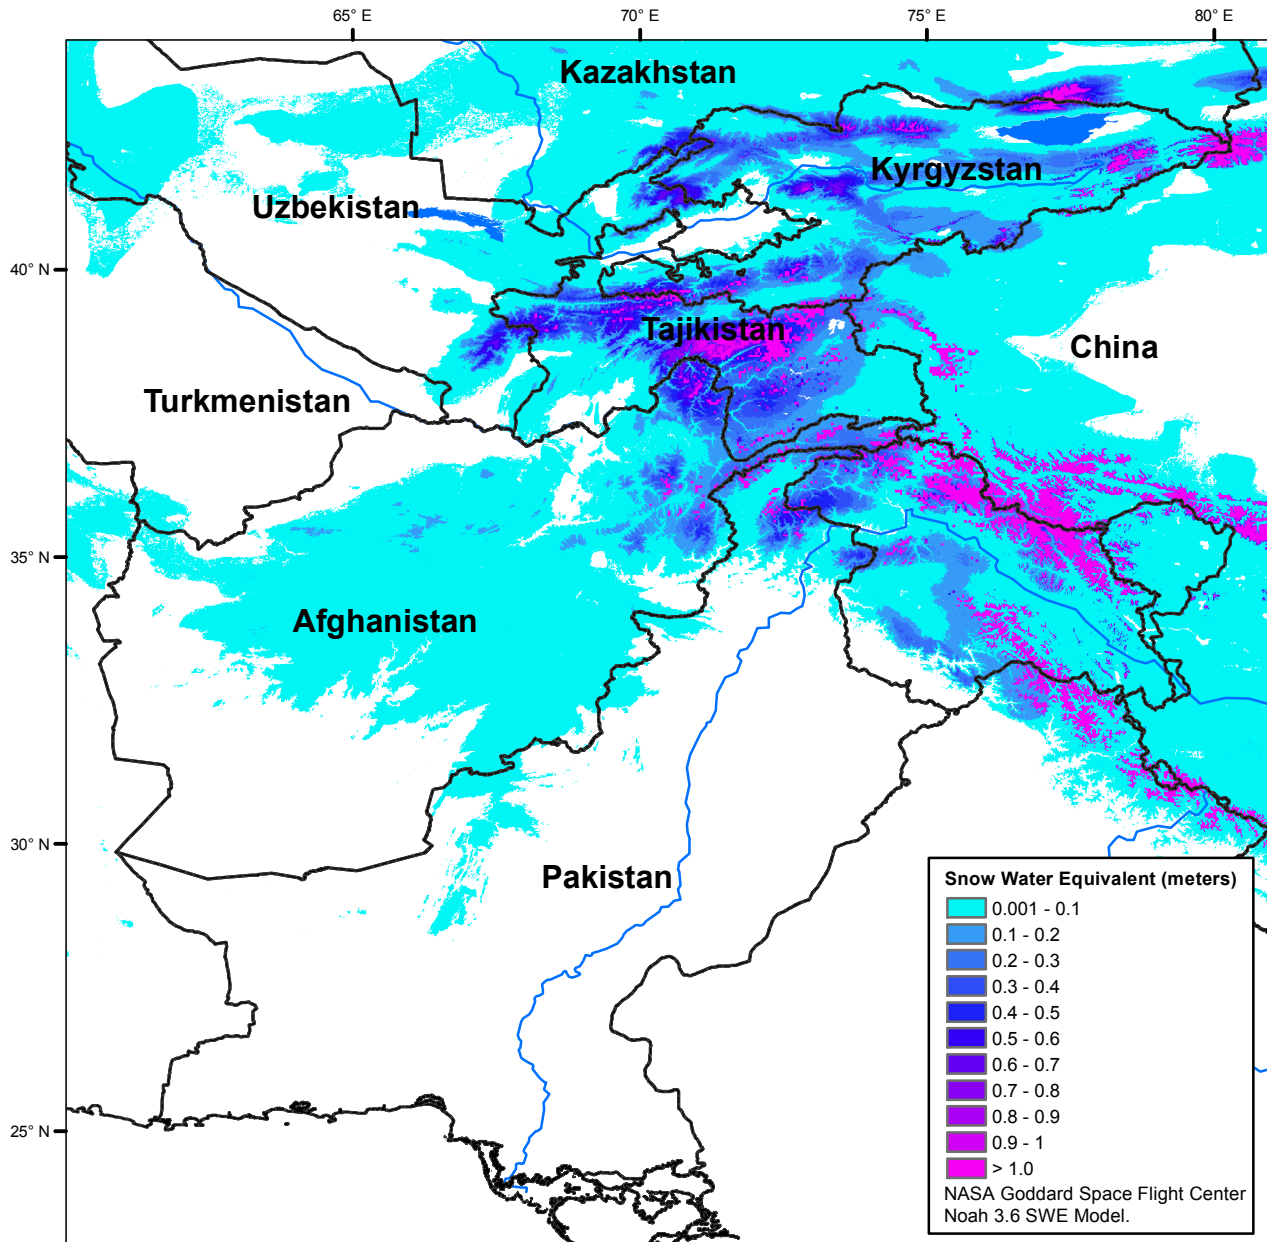 65° E
70° E
75° E
80° E
Kazakhstan
Kyrgyzstan
Uzbekistan
40° N
Tajikistan
China
Turkmenistan
35° N
Afghanistan
30° N
Pakistan
25° N
Snow Water Equivalent (meters)
0.001 - 0.1
0.1 - 0.2
0.2 - 0.3
0.3 - 0.4
0.4 - 0.5
0.5 - 0.6
0.6 - 0.7
0.7 - 0.8
0.8 - 0.9
0.9 - 1
> 1.0
NASA Goddard Space Flight Center
Noah 3.6 SWE Model.